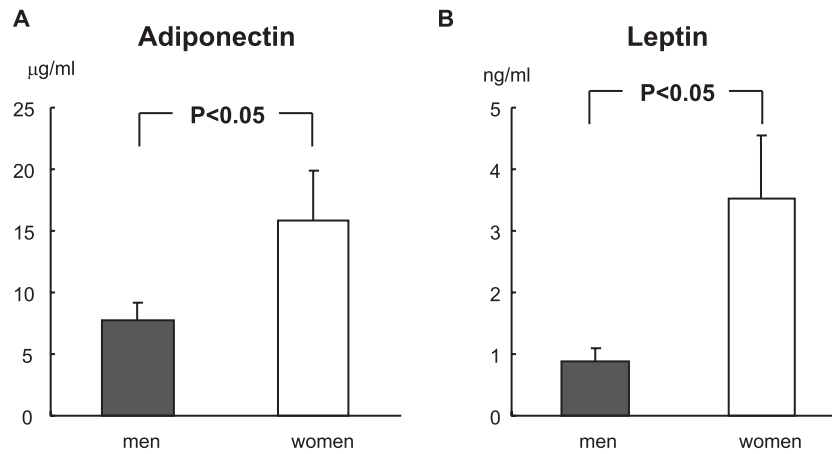 A
Adiponectin
μg/ml
25
20
15
10
5
0
P<0.05
men
women
B
Leptin
ng/ml
5
4
3
2
1
0
P<0.05
men
women